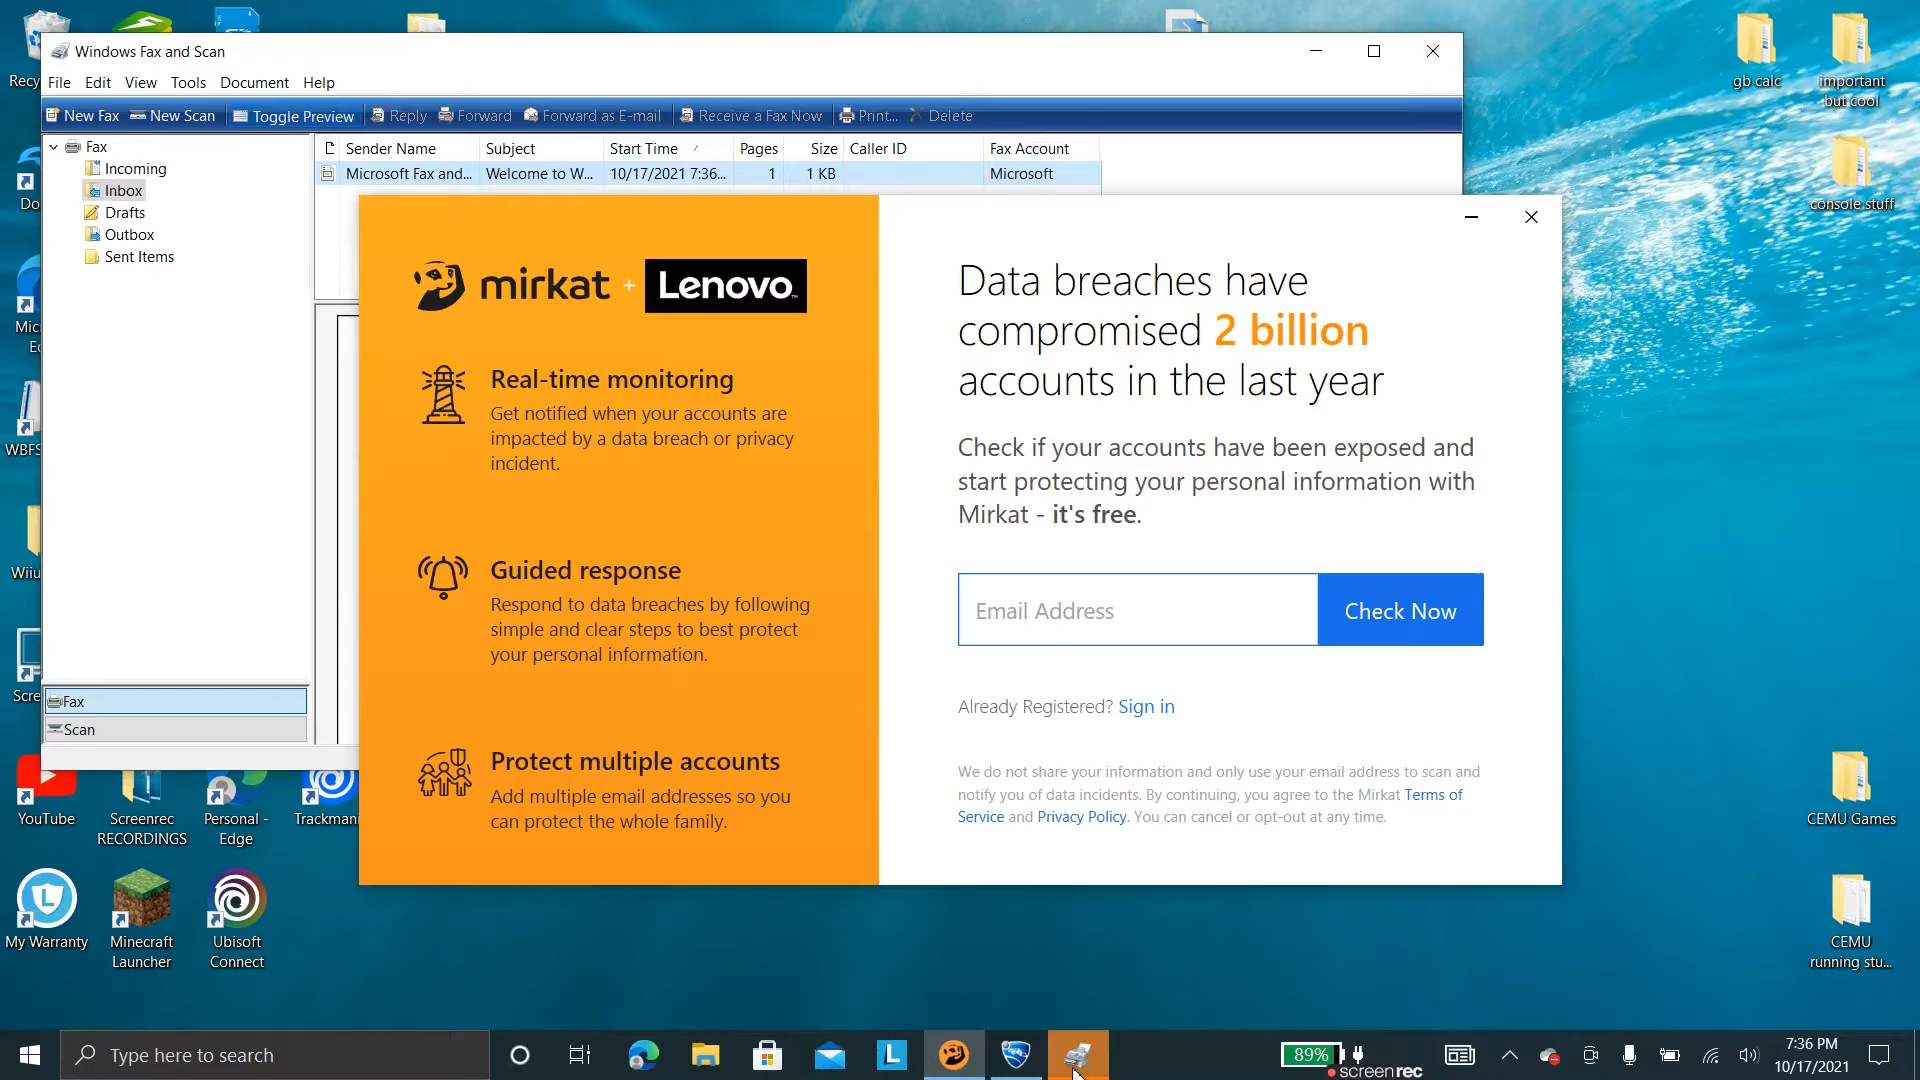 Windows Fax and Scan
File Edit View Tools Document Help
New Fax New Scan Toggle Preview Reply Forward Forward as E-mail Receive a Fax Now Print... Delete
Fax
Incoming
Inbox
Drafts
Outbox
Sent Items
Fax
Scan
Sender Name Subject Start Time Pages Size Caller ID Fax Account
Microsoft Fax and... Welcome to W... 10/17/2021 7:36... 1 1 KB Microsoft
mirkat + Lenovo™
Real-time monitoring
Get notified when your accounts are
impacted by a data breach or privacy
incident.
Guided response
Respond to data breaches by following
simple and clear steps to best protect
your personal information.
Protect multiple accounts
Add multiple email addresses so you
can protect the whole family.
Data breaches have
compromised 2 billion
accounts in the last year
Check if your accounts have been exposed and
start protecting your personal information with
Mirkat - it's free.
Email Address Check Now
Already Registered? Sign in
We do not share your information and only use your email address to scan and
notify you of data incidents. By continuing, you agree to the Mirkat Terms of
Service and Privacy Policy. You can cancel or opt-out at any time.
Recy
Do
Mic
Ec
WBFS
Wiiu
Scre
YouTube
Screenrec
RECORDINGS
Personal -
Edge
Trackmani
My Warranty
Minecraft
Launcher
Ubisoft
Connect
gb calc
important
but cool
console stuff
CEMU Games
CEMU
running stu...
Type here to search
L
89%
screenrec
7:36 PM
10/17/2021